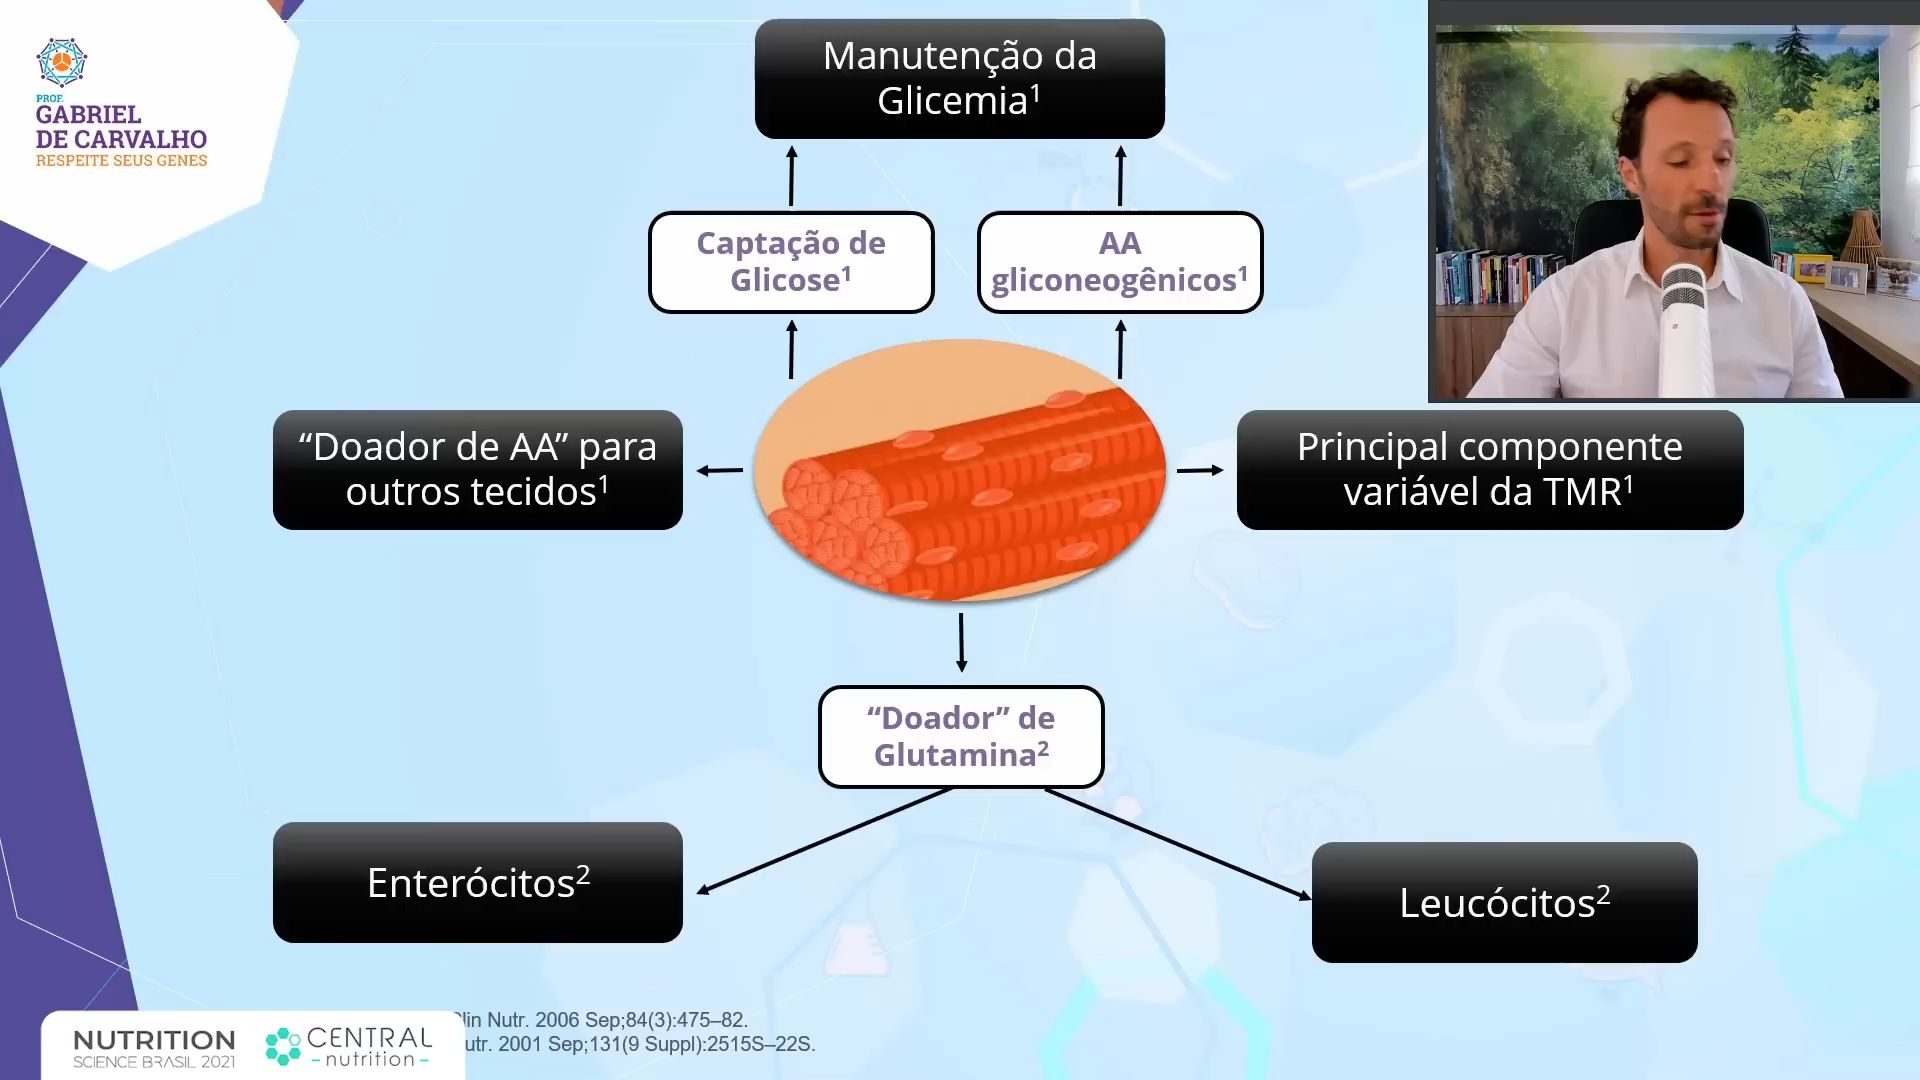 PROF.
GABRIEL
DE CARVALHO
RESPEITE SEUS GENES
Manutenção da
Glicemia¹
Captação de
Glicose¹
AA
gliconeogênicos¹
“Doador de AA” para
outros tecidos¹
Principal componente
variável da TMR¹
“Doador” de
Glutamina²
Enterócitos²
Leucócitos²
Nutr. 2006 Sep;84(3):475–82.
2001 Sep;131(9 Suppl):2515S–22S.
NUTRITION
SCIENCE BRASIL 2021
CENTRAL
nutrition